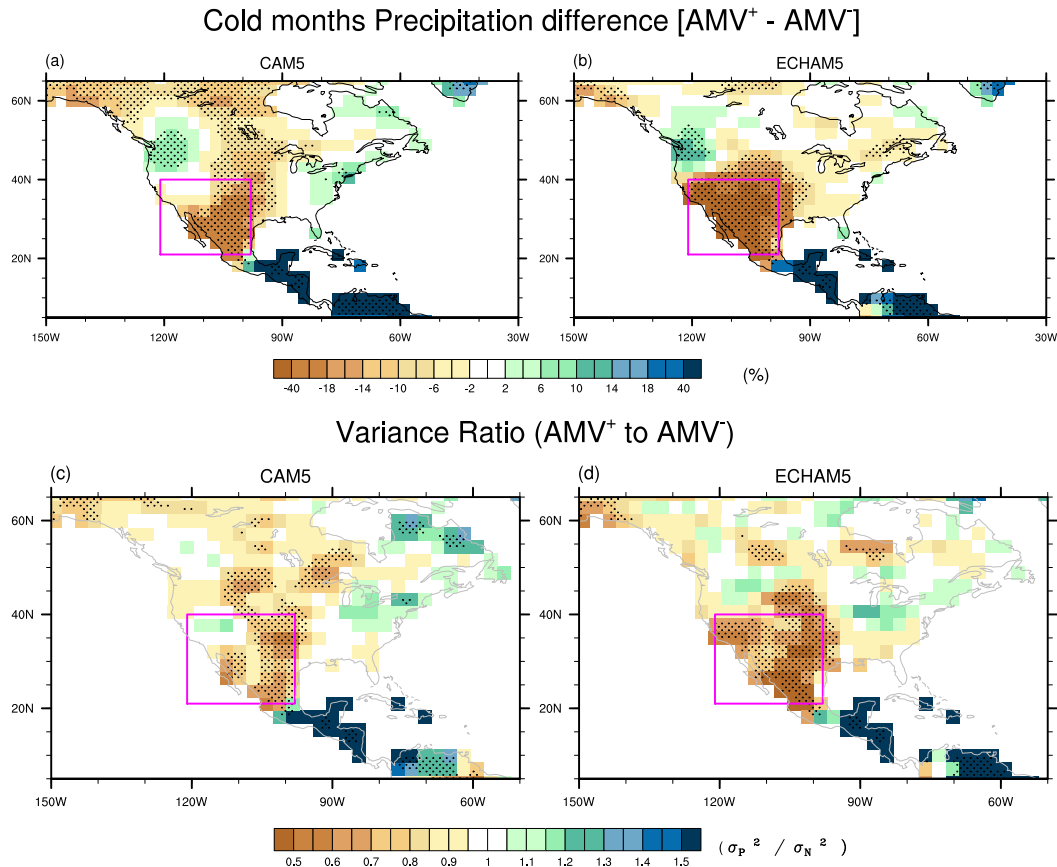 Cold months Precipitation difference [AMV+ - AMV-]
(a) CAM5
(b) ECHAM5
60N 60N
40N 40N
20N 20N
150W 120W 90W 60W 30W
150W 120W 90W 60W 30W
-40 -18 -14 -10 -6 -2 2 6 10 14 18 40 (%)
Variance Ratio (AMV+ to AMV-)
(c) CAM5
(d) ECHAM5
60N 60N
40N 40N
20N 20N
150W 120W 90W 60W
150W 120W 90W 60W
0.5 0.6 0.7 0.8 0.9 1 1.1 1.2 1.3 1.4 1.5 (σP 2 / σN 2)